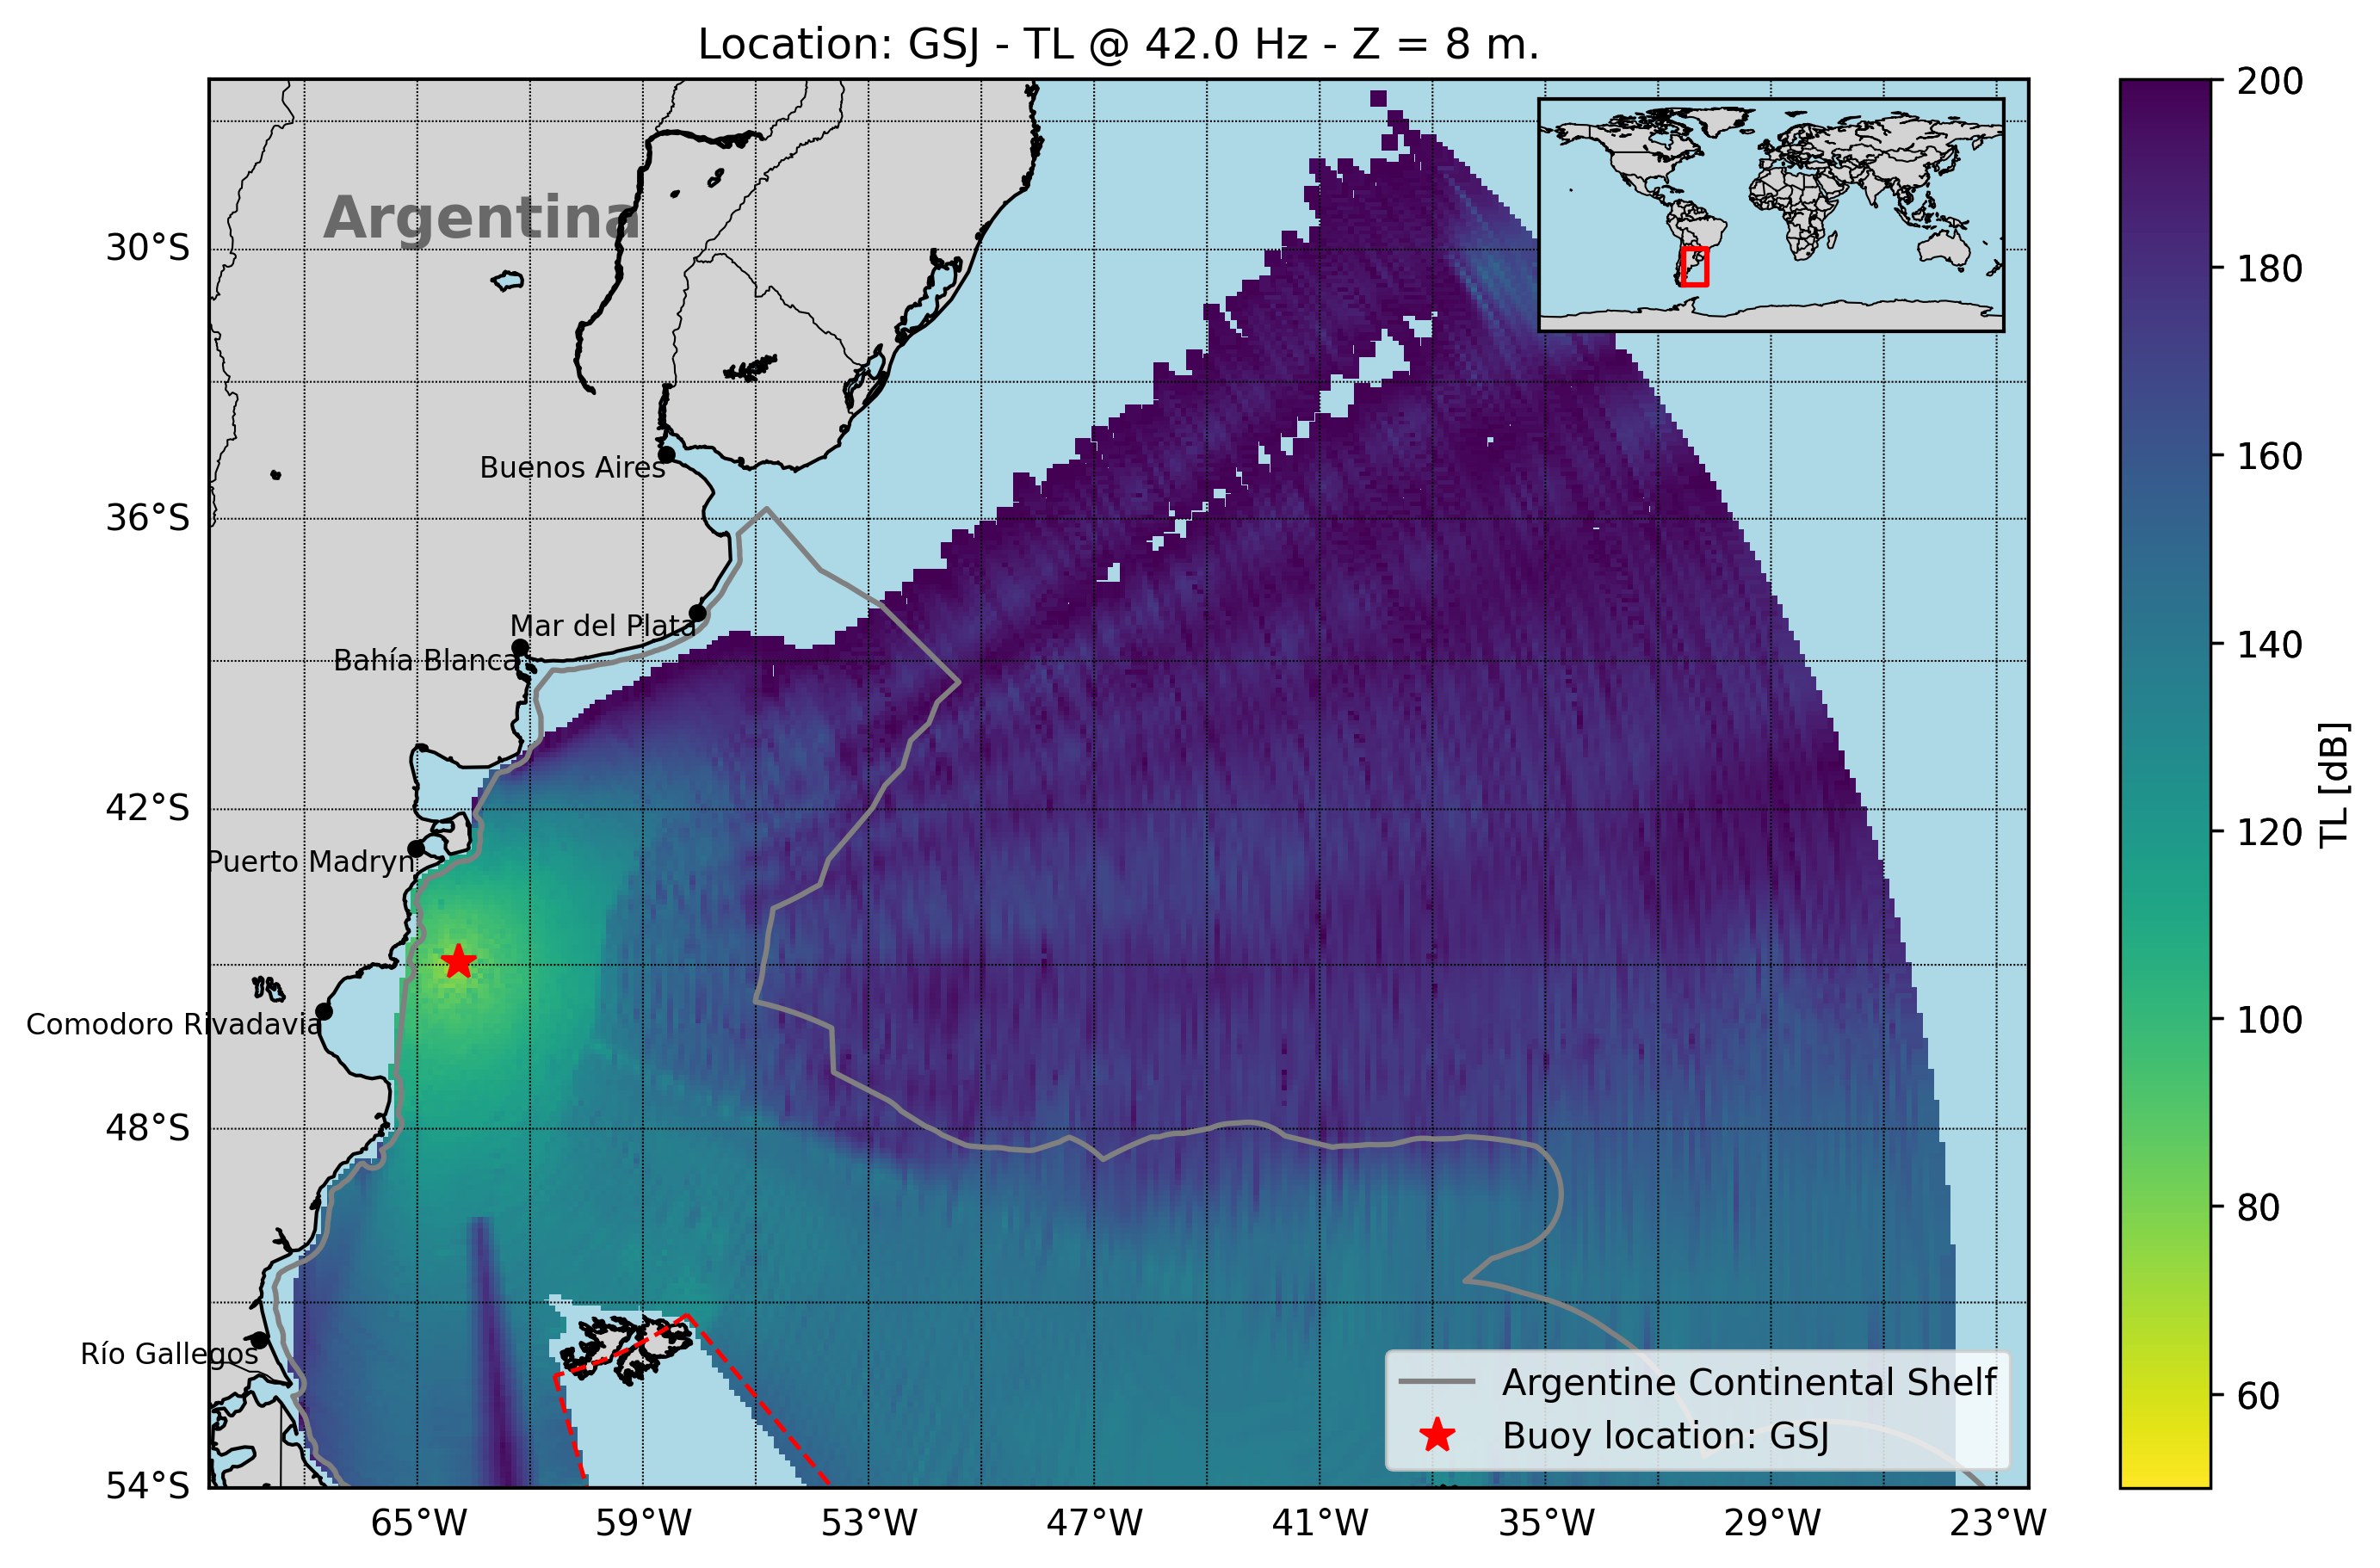 Location: GSJ - TL @ 42.0 Hz - Z = 8 m.
Argentina
Buenos Aires
Mar del Plata
Bahía Blanca
Puerto Madryn
Comodoro Rivadavia
Río Gallegos
30°S
36°S
42°S
48°S
54°S
65°W
59°W
53°W
47°W
41°W
35°W
29°W
23°W
Argentine Continental Shelf
Buoy location: GSJ
200
180
160
140
120
100
80
60
TL [dB]